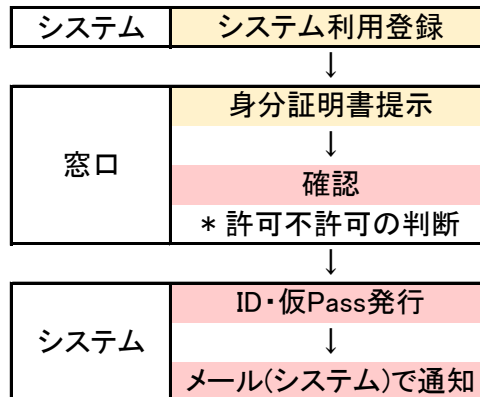 システム システム利用登録
↓
身分証明書提示
↓
窓口
確認
＊許可不許可の判断
↓
ID・仮Pass発行
システム ↓
メール(システム)で通知